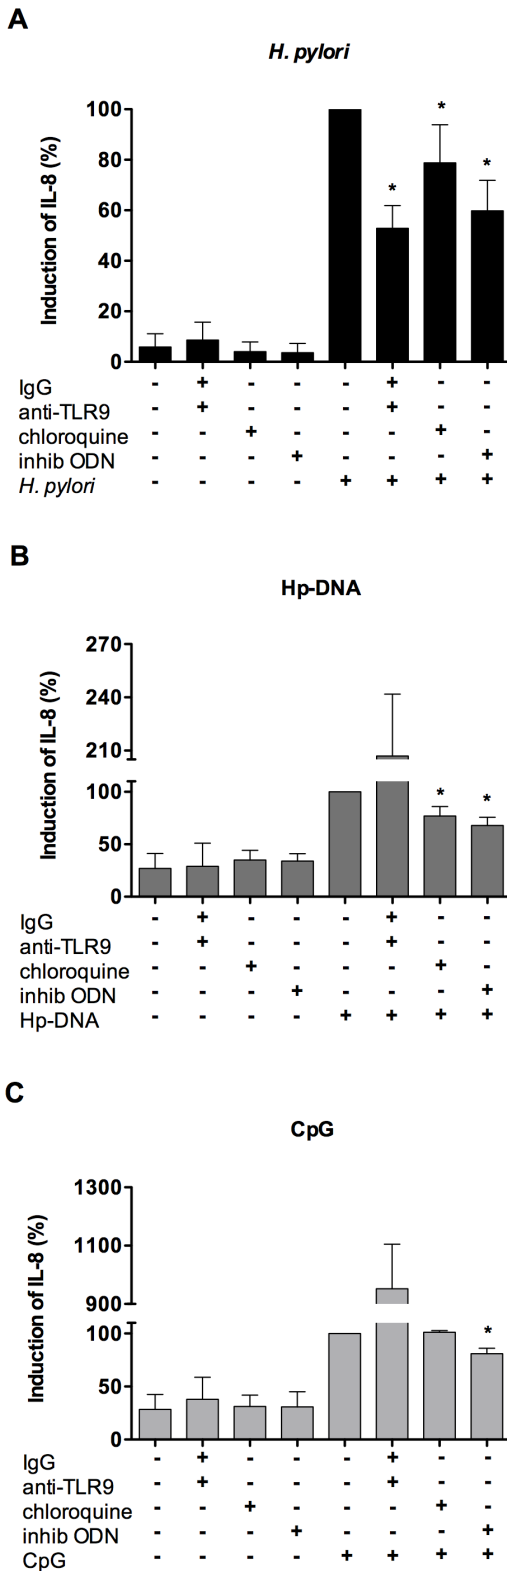 A
H. pylori
Induction of IL-8 (%)
100
80
60
40
20
0
IgG - + - - - + - -
anti-TLR9 - + - - - + - -
chloroquine - - + - - - + -
inhib ODN - - - + - - - +
H. pylori - - - - + + + +
* * *
B
Hp-DNA
Induction of IL-8 (%)
270
240
210
100
50
0
* *
IgG - + - - - + - -
anti-TLR9 - + - - - + - -
chloroquine - - + - - - + -
inhib ODN - - - + - - - +
Hp-DNA - - - - + + + +
C
CpG
Induction of IL-8 (%)
1300
1100
900
100
50
0
*
IgG - + - - - + - -
anti-TLR9 - + - - - + - -
chloroquine - - + - - - + -
inhib ODN - - - + - - - +
CpG - - - - + + + +